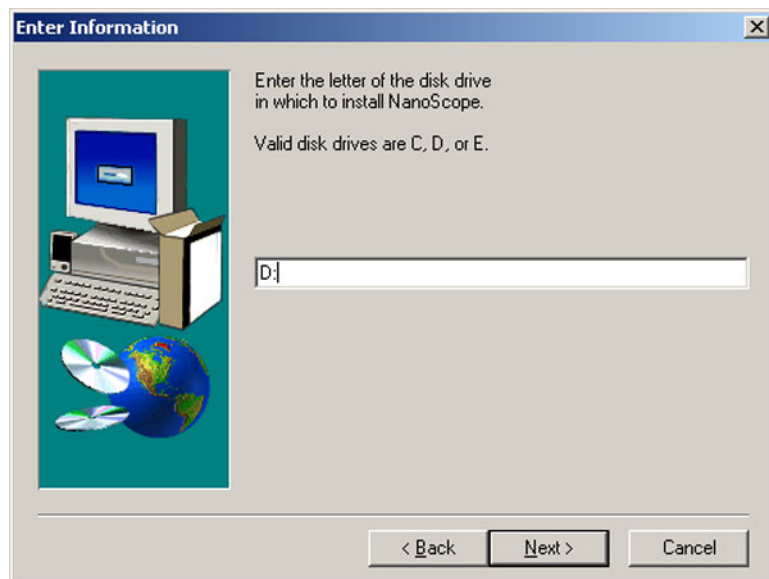 Enter Information
Enter the letter of the disk drive
in which to install NanoScope.
Valid disk drives are C, D, or E.
D:
< Back
Next >
Cancel